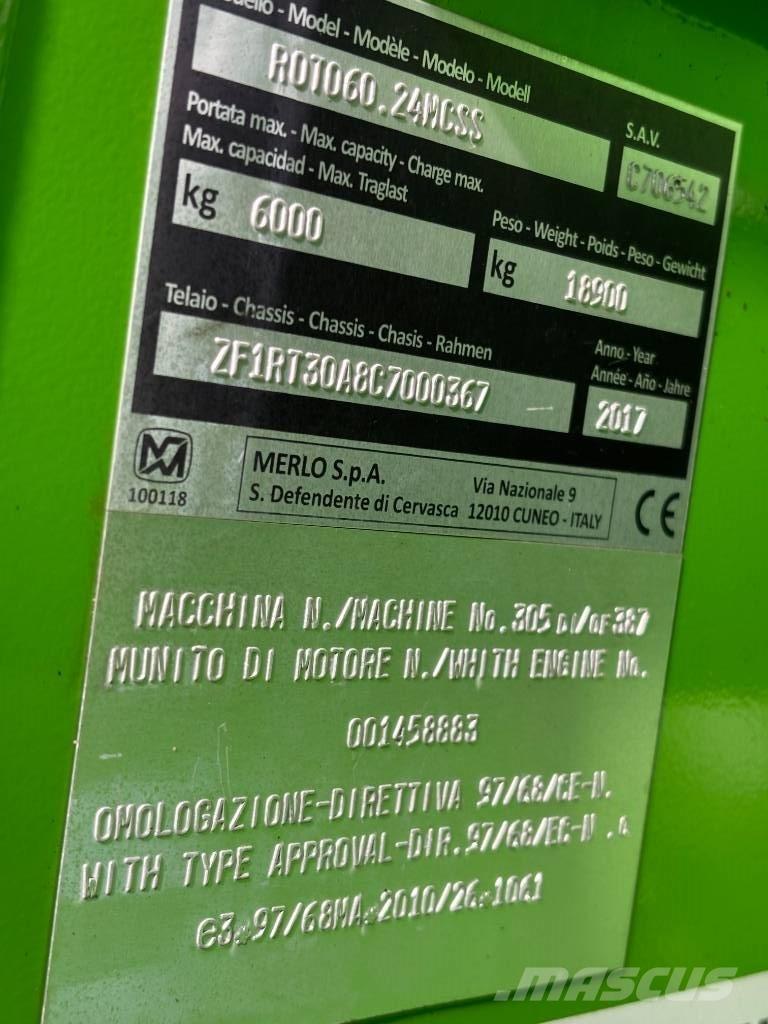 Modello - Model - Modèle - Modelo - Modell
ROTO60.24MCSS
S.A.V.
C706542
Portata max. - Max. capacity - Charge max.
Max. capacidad - Max. Traglast
kg 6000
Peso - Weight - Poids - Peso - Gewicht
kg 18900
Telaio - Chassis - Chassis - Chasis - Rahmen
ZF1RT30A8C7000367
Anno - Year
Année - Año - Jahre
2017
100118
MERLO S.p.A.
S. Defendente di Cervasca
Via Nazionale 9
12010 CUNEO - ITALY
CE
MACCHINA N./MACHINE No. 305 DI/OF 387
MUNITO DI MOTORE N./WHITH ENGINE No.
001458883
OMOLOGAZIONE-DIRETTIVA 97/68/CE-N.
WITH TYPE APPROVAL-DIR.97/68/EC-N .
e3 97/68MA 2010/26 1061
MASCUS